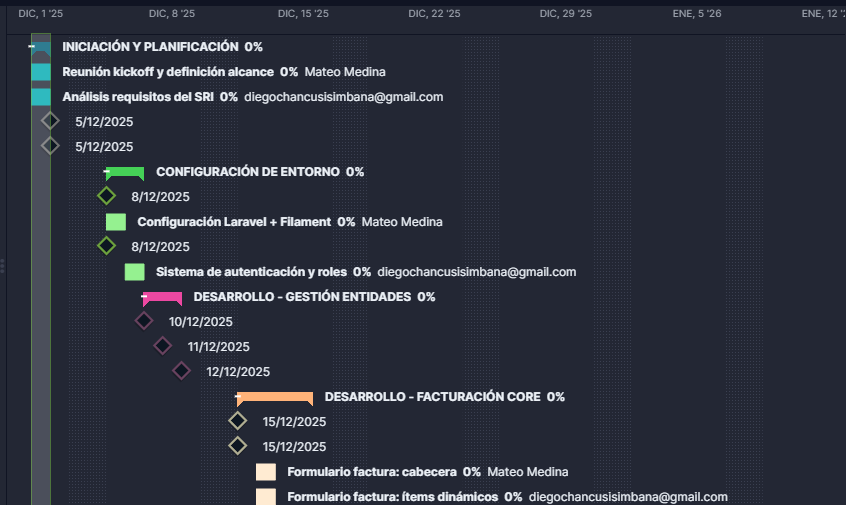 DIC, 1 '25 DIC, 8 '25 DIC, 15 '25 DIC, 22 '25 DIC, 29 '25 ENE, 5 '26 ENE, 12 '2
INICIACIÓN Y PLANIFICACIÓN 0%
Reunión kickoff y definición alcance 0% Mateo Medina
Análisis requisitos del SRI 0% diegochancusisimbana@gmail.com
5/12/2025
5/12/2025
CONFIGURACIÓN DE ENTORNO 0%
8/12/2025
Configuración Laravel + Filament 0% Mateo Medina
8/12/2025
Sistema de autenticación y roles 0% diegochancusisimbana@gmail.com
DESARROLLO - GESTIÓN ENTIDADES 0%
10/12/2025
11/12/2025
12/12/2025
DESARROLLO - FACTURACIÓN CORE 0%
15/12/2025
15/12/2025
Formulario factura: cabecera 0% Mateo Medina
Formulario factura: ítems dinámicos 0% diegochancusisimbana@gmail.com